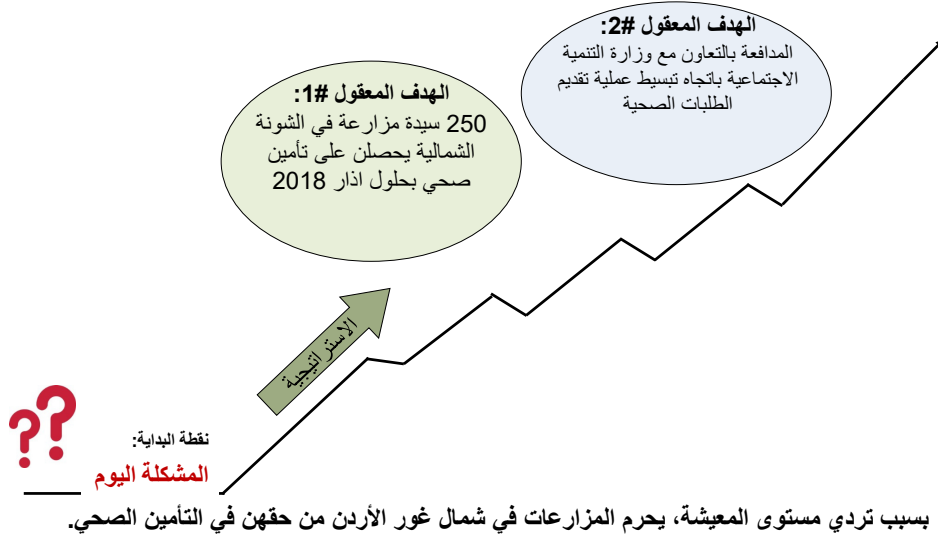 الهدف المعقول #2:
المدافعة بالتعاون مع وزارة التنمية
الاجتماعية باتجاه تبسيط عملية تقديم
الطلبات الصحية
الهدف المعقول #1:
250 سيدة مزارعة في الشونة
الشمالية يحصلن على تأمين
صحي بحلول اذار 2018
الاستراتيجية
??
نقطة البداية:
المشكلة اليوم
بسبب تردي مستوى المعيشة، يحرم المزارعات في شمال غور الأردن من حقهن في التأمين الصحي.